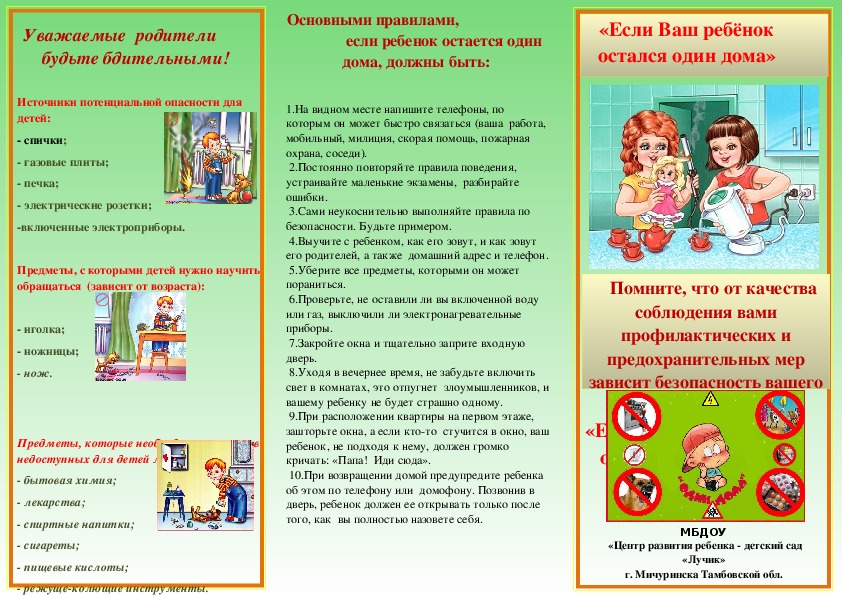 Уважаемые родители
будьте бдительными!
Источники потенциальной опасности для
детей:
- спички;
- газовые плиты;
- печка;
- электрические розетки;
-включенные электроприборы.
Предметы, с которыми детей нужно научить
обращаться (зависит от возраста):
- иголка;
- ножницы;
- нож.
Предметы, которые
недоступных для детей
- бытовая химия;
- лекарства;
- спиртные напитки;
- сигареты;
- пищевые кислоты;
- режуще-колющие инструменты.
Основными правилами,
если ребенок остается один
дома, должны быть:
1.На видном месте напишите телефоны, по
которым он может быстро связаться (ваша работа,
мобильный, милиция, скорая помощь, пожарная
охрана, соседи).
2.Постоянно повторяйте правила поведения,
устраивайте маленькие экзамены, разбирайте
ошибки.
3.Сами неукоснительно выполняйте правила по
безопасности. Будьте примером.
4.Выучите с ребенком, как его зовут, и как зовут
его родителей, а также домашний адрес и телефон.
5.Уберите все предметы, которыми он может
пораниться.
6.Проверьте, не оставили ли вы включенной воду
или газ, выключили ли электронагревательные
приборы.
7.Закройте окна и тщательно заприте входную
дверь.
8.Уходя в вечернее время, не забудьте включить
свет в комнатах, это отпугнет злоумышленников, и
вашему ребенку не будет страшно одному.
9.При расположении квартиры на первом этаже,
зашторьте окна, а если кто-то стучится в окно, ваш
ребенок, не подходя к нему, должен громко
кричать: «Папа! Иди сюда».
10.При возвращении домой предупредите ребенка
об этом по телефону или домофону. Позвонив в
дверь, ребенок должен ее открывать только после
того, как вы полностью назовете себя.
«Если Ваш ребёнок
остался один дома»
Помните, что от качества
соблюдения вами
профилактических и
предохранительных мер
зависит безопасность вашего
"ОДИН ДОМА"
МБДОУ
«Центр развития ребенка - детский сад
«Лучик»
г. Мичуринска Тамбовской обл.